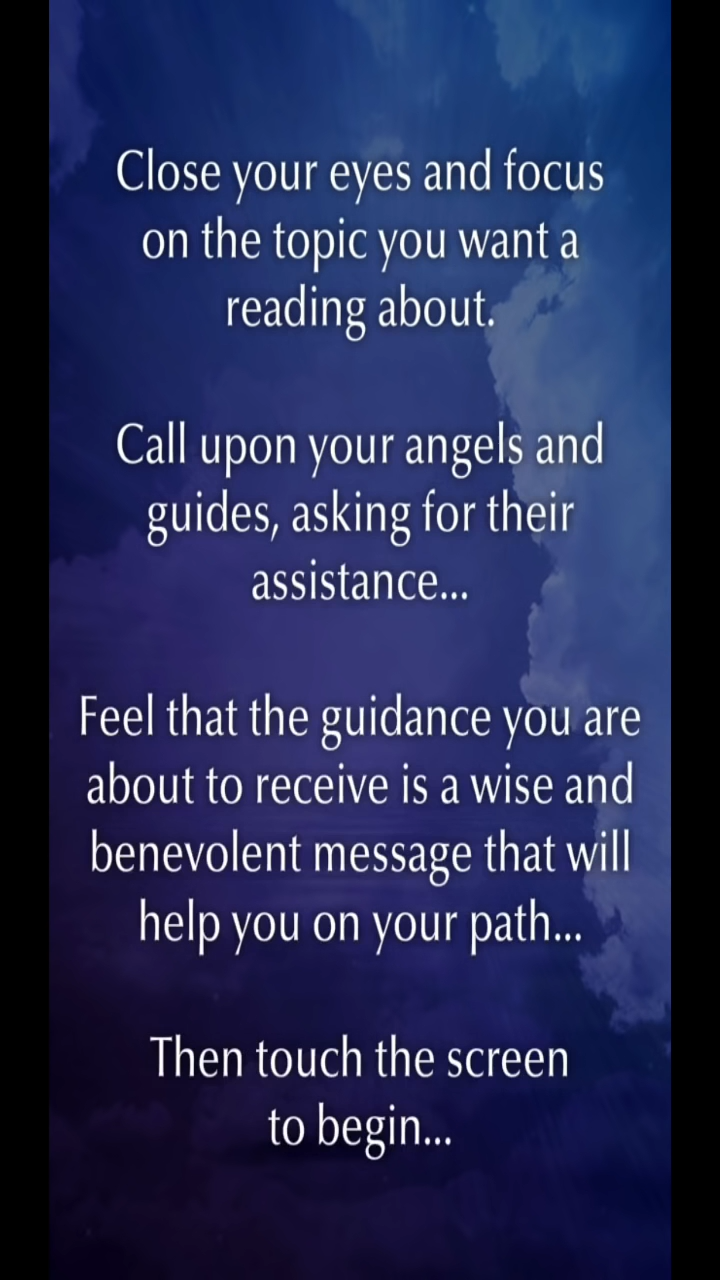 Close your eyes and focus
on the topic you want a
reading about.
Call upon your angels and
guides, asking for their
assistance...
Feel that the guidance you are
about to receive is a wise and
benevolent message that will
help you on your path...
Then touch the screen
to begin...